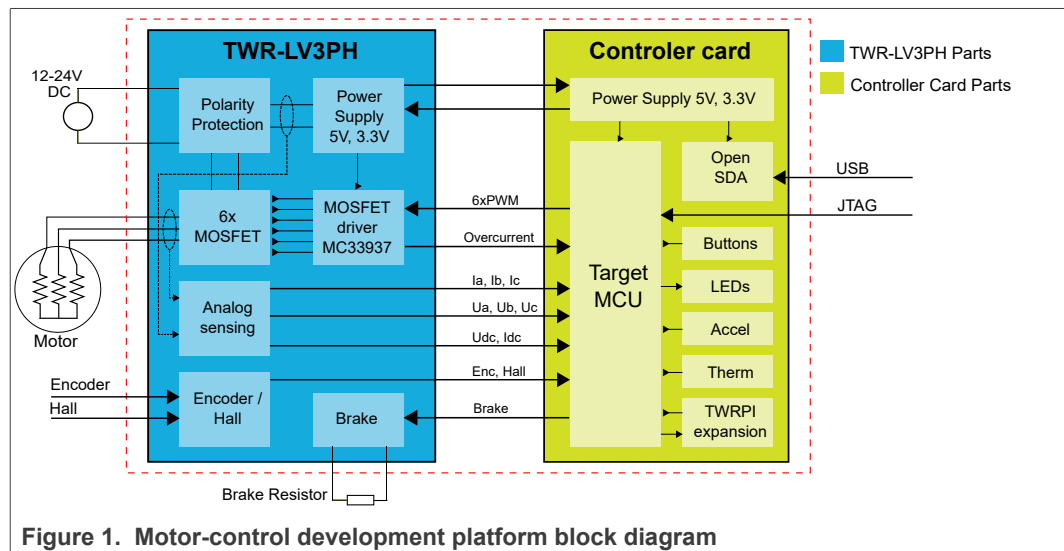 TWR-LV3PH
Controler card
TWR-LV3PH Parts
Controller Card Parts
12-24V
DC
Polarity
Protection
Power
Supply
5V, 3.3V
Power Supply 5V, 3.3V
Open
SDA
USB
JTAG
6x
MOSFET
MOSFET
driver
MC33937
6xPWM
Overcurrent
Target
MCU
Buttons
LEDs
Accel
Therm
TWRPI
expansion
Motor
Analog
sensing
Ia, Ib, Ic
Ua, Ub, Uc
Udc, Idc
Encoder
Hall
Encoder /
Hall
Enc, Hall
Brake
Brake
Brake Resistor
Figure 1. Motor-control development platform block diagram